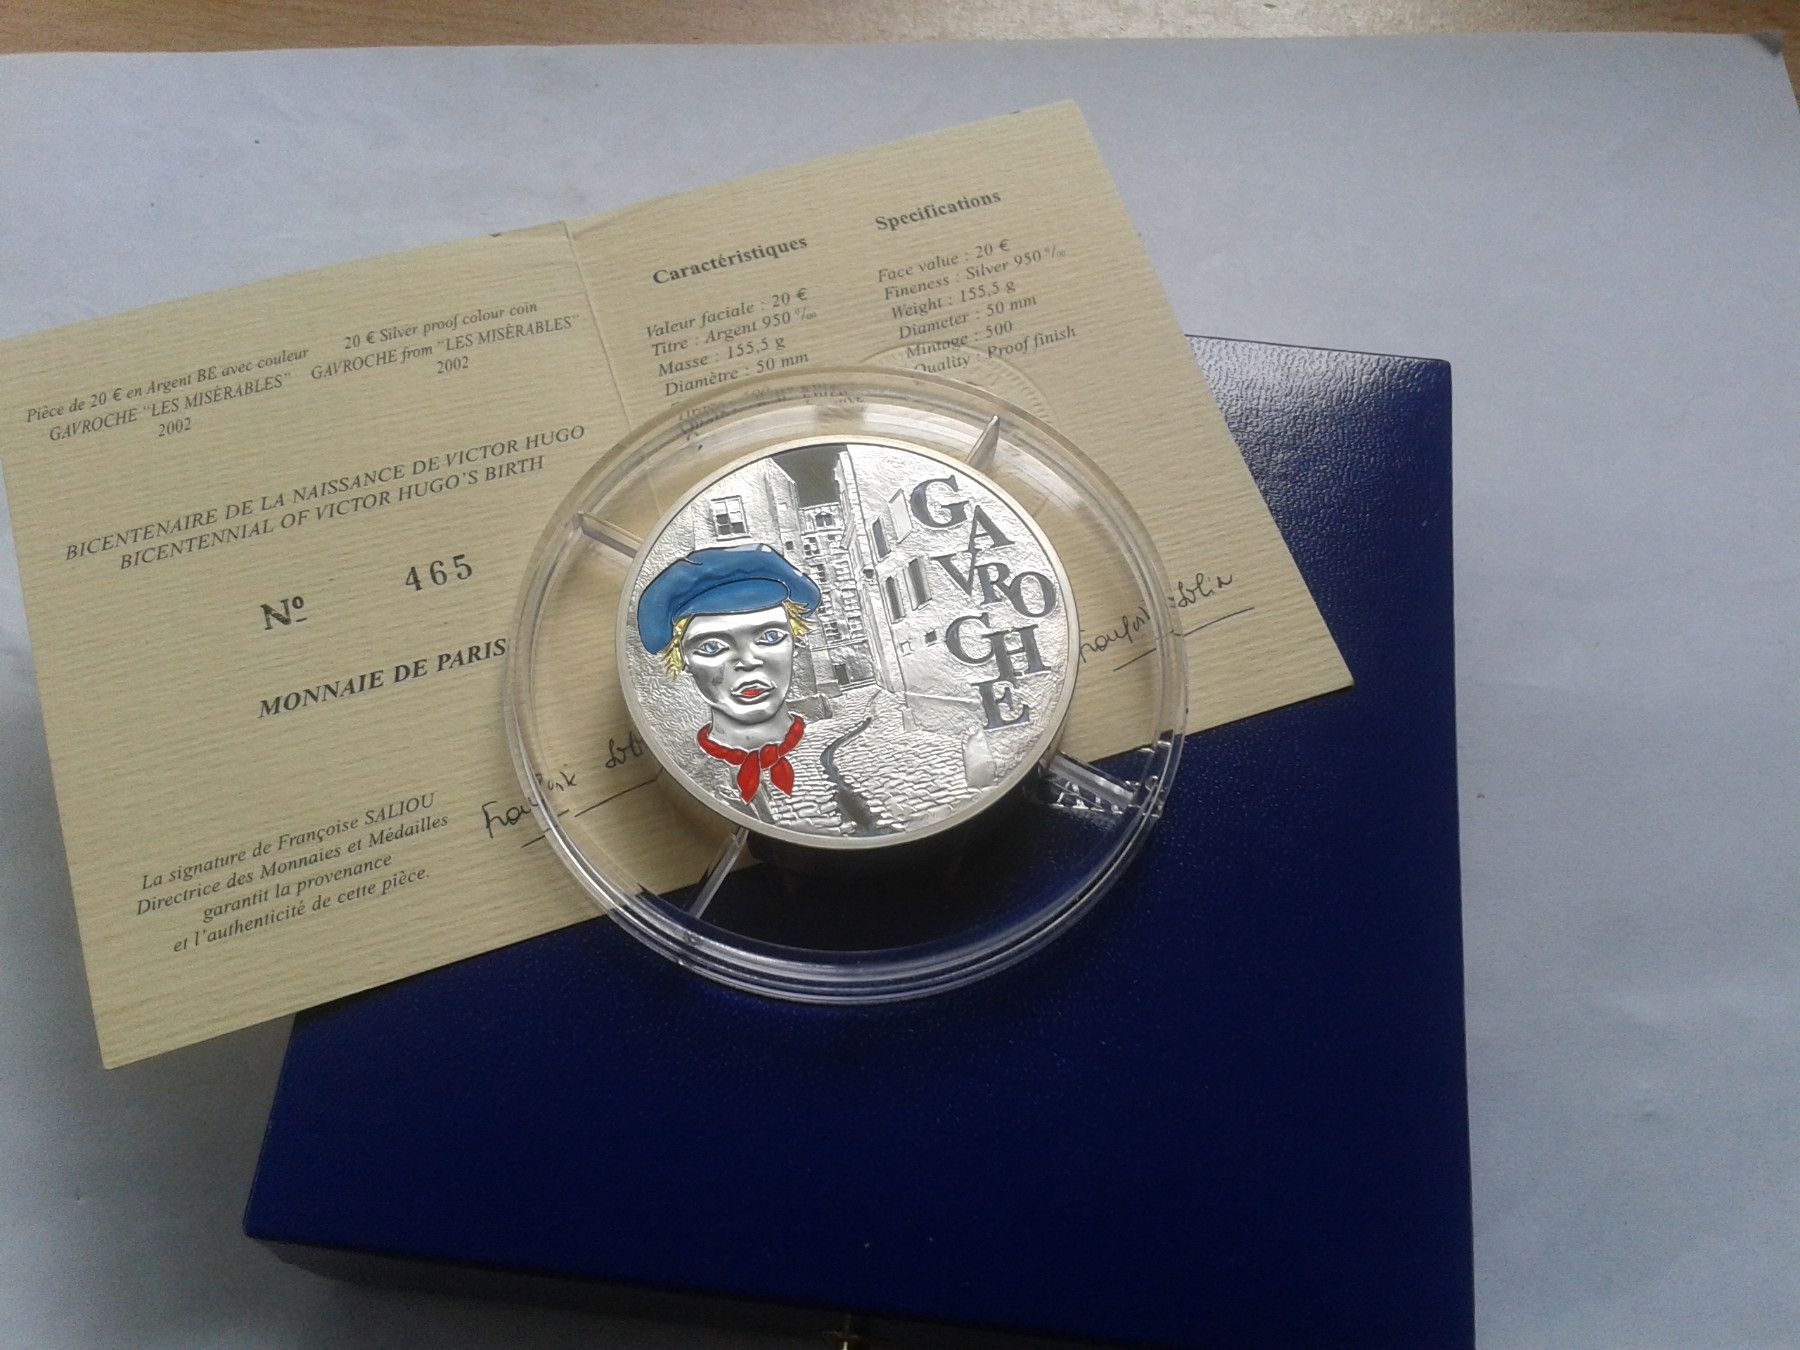 Pièce de 20 € en Argent BE avec couleur
GAVROCHE "LES MISÉRABLES"
2002
20 € Silver proof colour coin
GAVROCHE from "LES MISÉRABLES"
2002
BICENTENAIRE DE LA NAISSANCE DE VICTOR HUGO
BICENTENNIAL OF VICTOR HUGO'S BIRTH
Nº 465
MONNAIE DE PARIS
La signature de Françoise SALIOU
Directrice des Monnaies et Médailles
garantit la provenance
et l'authenticité de cette pièce.
Caractéristiques
Valeur faciale : 20 €
Titre : Argent 950 ‰
Masse : 155,5 g
Diamètre : 50 mm
Specifications
Face value : 20 €
Fineness : Silver 950 ‰
Weight : 155,5 g
Diameter : 50 mm
Mintage : 500
Quality : Proof finish
G
A
VRO
CH
E